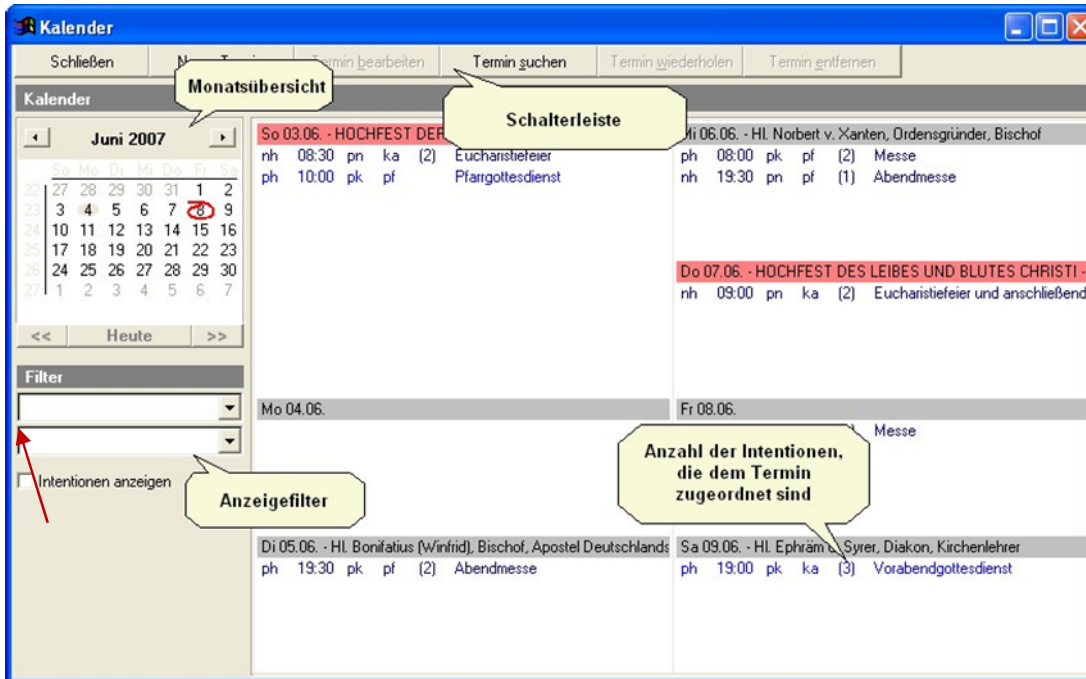 Kalender
Schließen
Termin bearbeiten
Termin suchen
Termin wiederholen
Termin entfernen
Monatsübersicht
Schalterleiste
Kalender
Juni 2007
So Mo Di Mi Do Fr Sa
22 27 28 29 30 31 1 2
23 3 4 5 6 7 8 9
24 10 11 12 13 14 15 16
25 17 18 19 20 21 22 23
26 24 25 26 27 28 29 30
27 1 2 3 4 5 6 7
<< Heute >>
Filter
Intentionen anzeigen
Anzeigefilter
So 03.06. - HOCHFEST
nh 08:30 pn ka (2) Eucharistiefeier
ph 10:00 pk pf Pfarrgottesdienst
Mo 04.06.
Di 05.06. - Hl. Bonifatius (Winfrid), Bischof, Apostel Deutschlands
ph 19:30 pk pf (2) Abendmesse
Mi 06.06. - Hl. Norbert v. Xanten, Ordensgründer, Bischof
ph 08:00 pk pf (2) Messe
nh 19:30 pn pf (1) Abendmesse
Do 07.06. - HOCHFEST DES LEIBES UND BLUTES CHRISTI -
nh 09:00 pn ka (2) Eucharistiefeier und anschließend
Fr 08.06.
Messe
Anzahl der Intentionen,
die dem Termin
zugeordnet sind
Sa 09.06. - Hl. Ephräm Syrer, Diakon, Kirchenlehrer
ph 19:00 pk ka (3) Vorabendgottesdienst